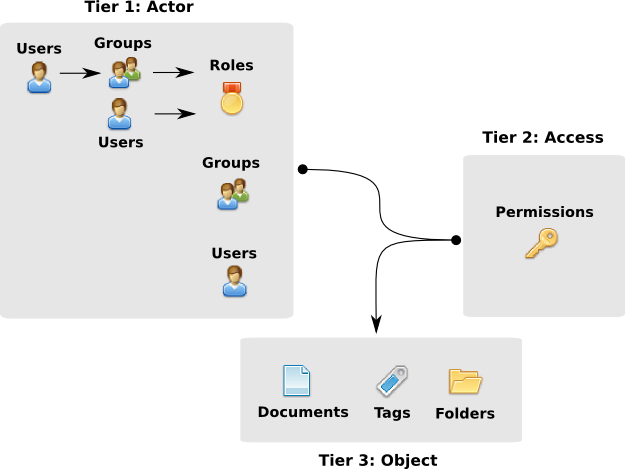 Tier 1: Actor
Users
Groups
Roles
Users
Groups
Users
Tier 2: Access
Permissions
Documents
Tags
Folders
Tier 3: Object